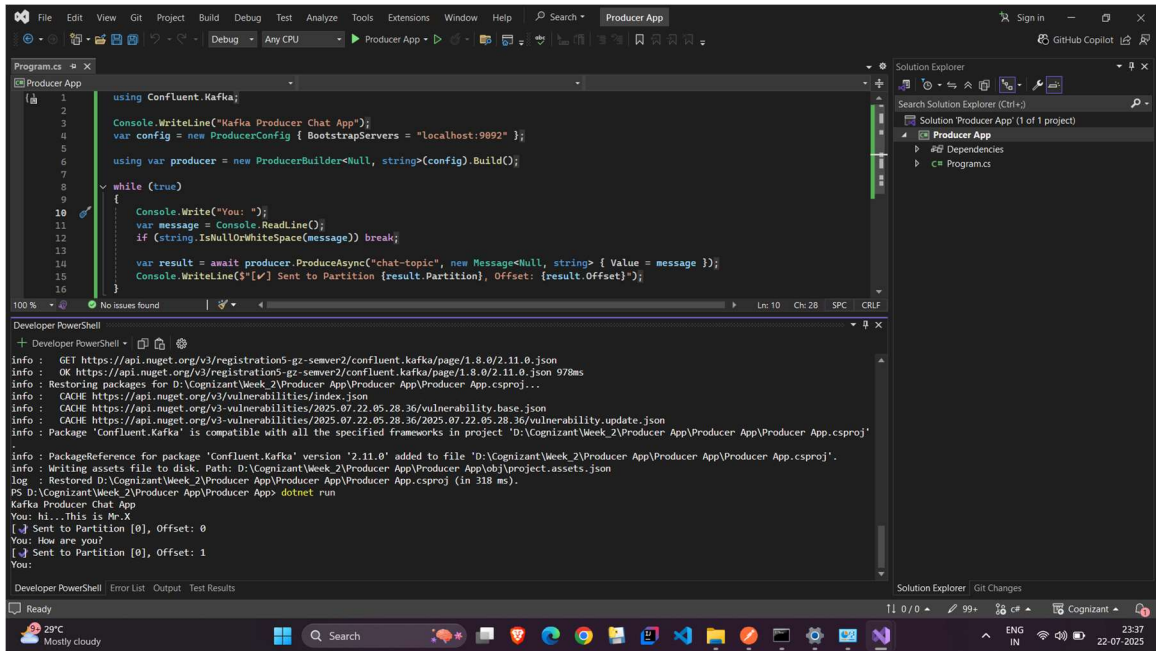 File Edit View Git Project Build Debug Test Analyze Tools Extensions Window Help Search Producer App Sign in
Debug Any CPU Producer App GitHub Copilot
Program.cs
Producer App
1 using Confluent.Kafka;
2
3 Console.WriteLine("Kafka Producer Chat App");
4 var config = new ProducerConfig { BootstrapServers = "localhost:9092" };
5
6 using var producer = new ProducerBuilder<Null, string>(config).Build();
7
8 while (true)
9 {
10 Console.Write("You: ");
11 var message = Console.ReadLine();
12 if (string.IsNullOrWhiteSpace(message)) break;
13
14 var result = await producer.ProduceAsync("chat-topic", new Message<Null, string> { Value = message });
15 Console.WriteLine($"[✔] Sent to Partition {result.Partition}, Offset: {result.Offset}");
16 }
100 % No issues found Ln: 10 Ch: 28 SPC CRLF
Developer PowerShell
Developer PowerShell
info : GET https://api.nuget.org/v3/registration5-gz-semver2/confluent.kafka/page/1.8.0/2.11.0.json
info : OK https://api.nuget.org/v3/registration5-gz-semver2/confluent.kafka/page/1.8.0/2.11.0.json 978ms
info : Restoring packages for D:\Cognizant\Week_2\Producer App\Producer App\Producer App.csproj...
info : CACHE https://api.nuget.org/v3/vulnerabilities/index.json
info : CACHE https://api.nuget.org/v3-vulnerabilities/2025.07.22.05.28.36/vulnerability.base.json
info : CACHE https://api.nuget.org/v3-vulnerabilities/2025.07.22.05.28.36/2025.07.22.05.28.36/vulnerability.update.json
info : Package 'Confluent.Kafka' is compatible with all the specified frameworks in project 'D:\Cognizant\Week_2\Producer App\Producer App\Producer App.csproj'
.
info : PackageReference for package 'Confluent.Kafka' version '2.11.0' added to file 'D:\Cognizant\Week_2\Producer App\Producer App\Producer App.csproj'.
info : Writing assets file to disk. Path: D:\Cognizant\Week_2\Producer App\Producer App\obj\project.assets.json
log : Restored D:\Cognizant\Week_2\Producer App\Producer App\Producer App.csproj (in 318 ms).
PS D:\Cognizant\Week_2\Producer App\Producer App> dotnet run
Kafka Producer Chat App
You: hi...This is Mr.X
[✔] Sent to Partition [0], Offset: 0
You: How are you?
[✔] Sent to Partition [0], Offset: 1
You:
Developer PowerShell Error List Output Test Results
Solution Explorer
Search Solution Explorer (Ctrl+;)
Solution 'Producer App' (1 of 1 project)
Producer App
Dependencies
C# Program.cs
Solution Explorer Git Changes
Ready 0 / 0 99+ c# Cognizant 1
9+ 29°C
Mostly cloudy
Search
ENG
IN
23:37
22-07-2025